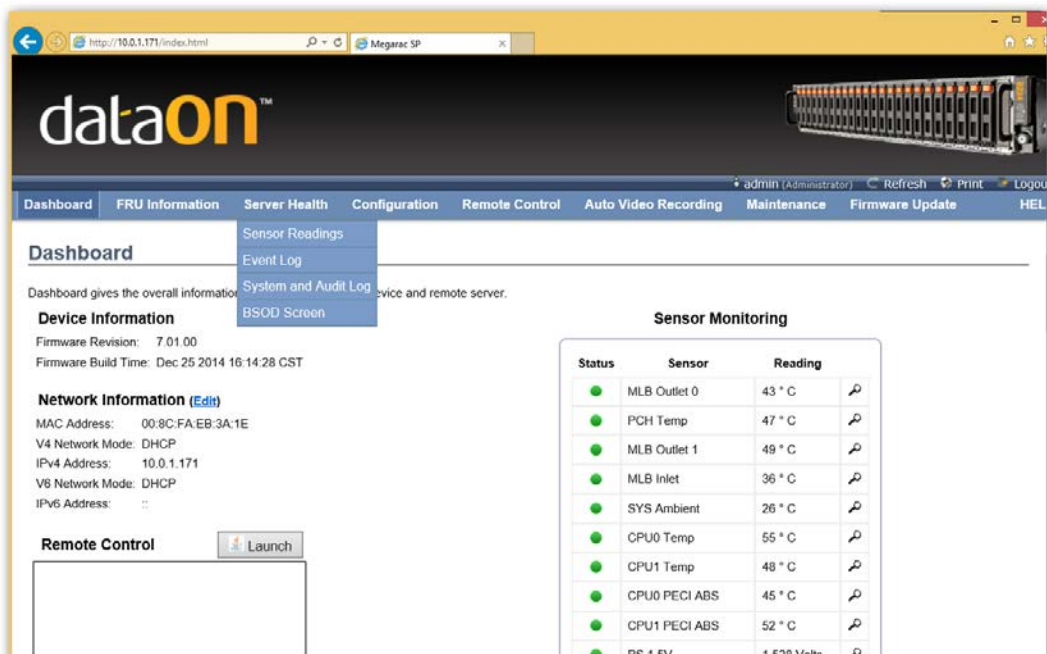 http://10.0.1.171/index.html
Megarac SP
dataON™
admin (Administrator) Refresh Print Logou
Dashboard FRU Information Server Health Configuration Remote Control Auto Video Recording Maintenance Firmware Update HEL
Sensor Readings
Event Log
System and Audit Log
BSOD Screen
Dashboard
Dashboard gives the overall information evice and remote server.
Device Information
Firmware Revision: 7.01.00
Firmware Build Time: Dec 25 2014 16:14:28 CST
Network Information (Edit)
MAC Address: 00:8C:FA:EB:3A:1E
V4 Network Mode: DHCP
IPv4 Address: 10.0.1.171
V6 Network Mode: DHCP
IPv6 Address: ::
Remote Control Launch
Sensor Monitoring
Status Sensor Reading
MLB Outlet 0 43 ° C
PCH Temp 47 ° C
MLB Outlet 1 49 ° C
MLB Inlet 36 ° C
SYS Ambient 26 ° C
CPU0 Temp 55 ° C
CPU1 Temp 48 ° C
CPU0 PECI ABS 45 ° C
CPU1 PECI ABS 52 ° C